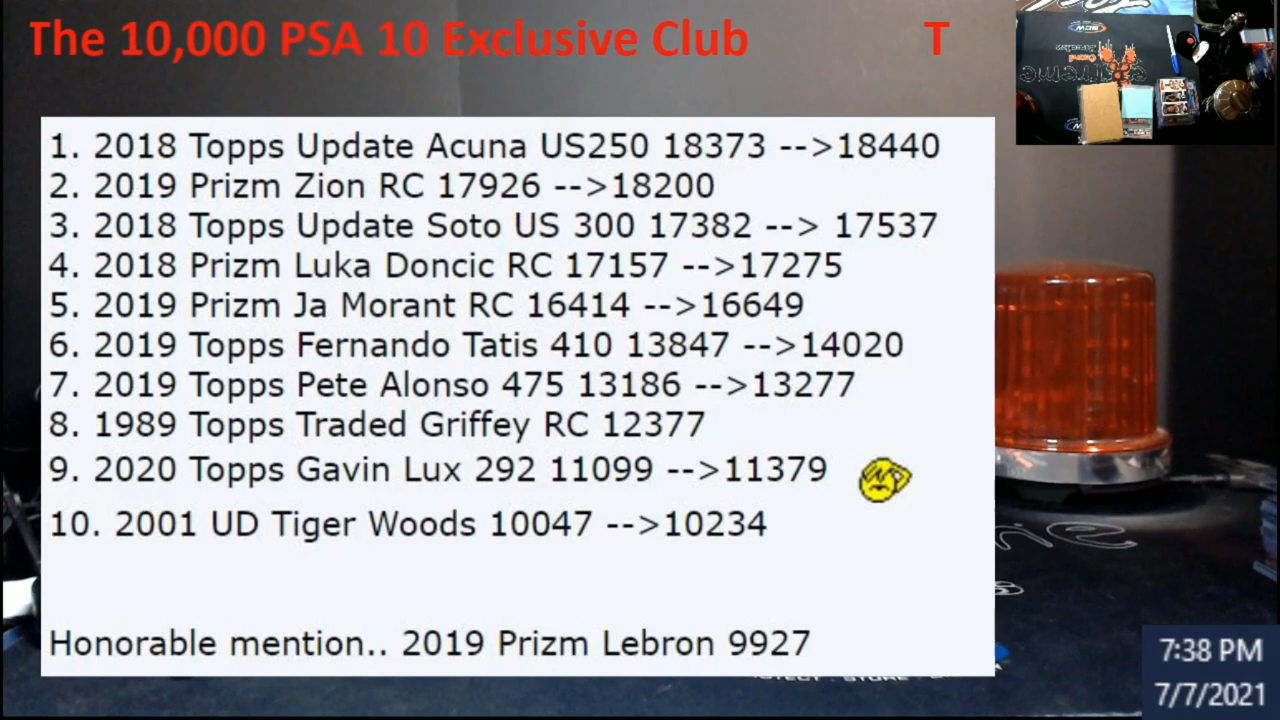 The 10,000 PSA 10 Exclusive Club T
1. 2018 Topps Update Acuna US250 18373 -->18440
2. 2019 Prizm Zion RC 17926 -->18200
3. 2018 Topps Update Soto US 300 17382 --> 17537
4. 2018 Prizm Luka Doncic RC 17157 -->17275
5. 2019 Prizm Ja Morant RC 16414 -->16649
6. 2019 Topps Fernando Tatis 410 13847 -->14020
7. 2019 Topps Pete Alonso 475 13186 -->13277
8. 1989 Topps Traded Griffey RC 12377
9. 2020 Topps Gavin Lux 292 11099 -->11379
10. 2001 UD Tiger Woods 10047 -->10234
Honorable mention.. 2019 Prizm Lebron 9927
7:38 PM
7/7/2021